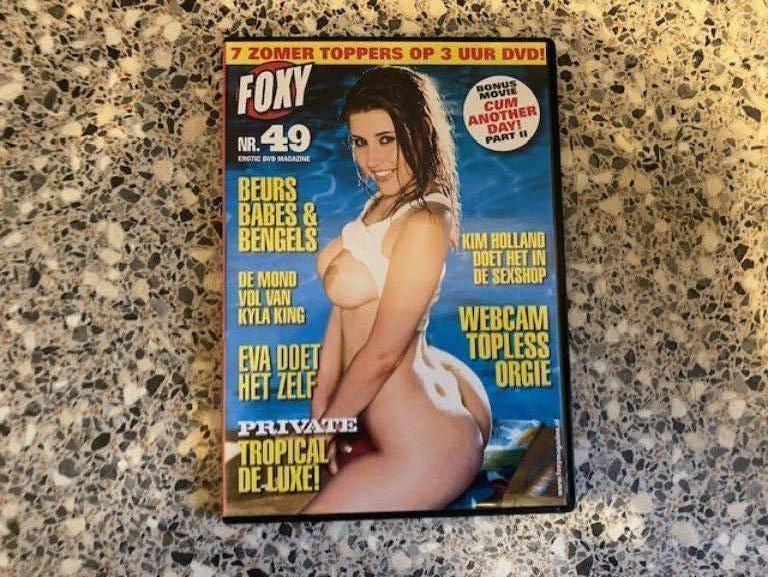 7 ZOMER TOPPERS OP 3 UUR DVD!
FOXY
NR. 49
EROTIC DVD MAGAZINE
BONUS
MOVIE
CUM
ANOTHER
DAY!
PART II
BEURS
BABES &
BENGELS
KIM HOLLAND
DOET HET IN
DE SEXSHOP
DE MOND
VOL VAN
KYLA KING
WEBCAM
TOPLESS
ORGIE
EVA DOET
HET ZELF
PRIVATE
TROPICAL
DE LUXE!